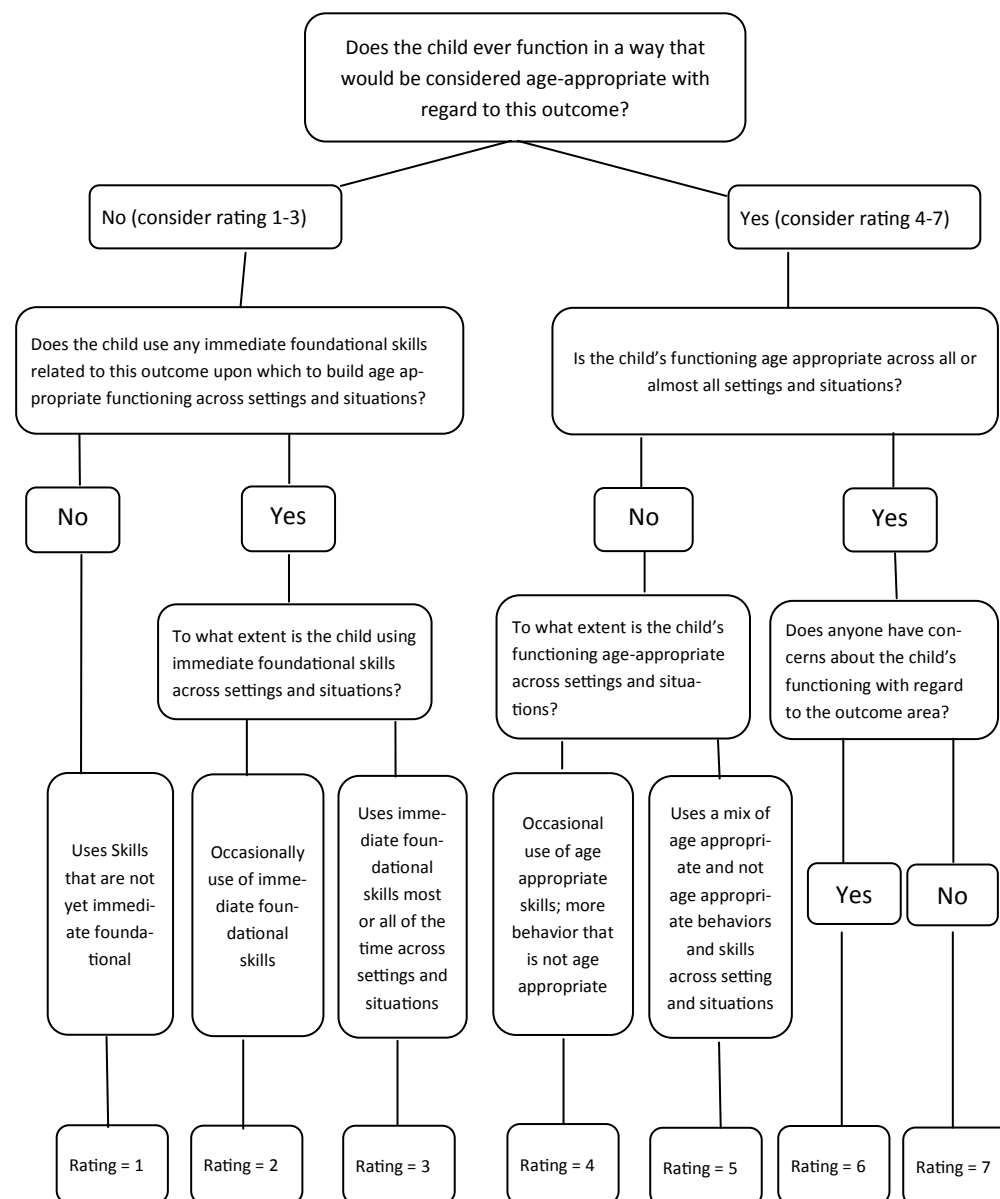 Does the child ever function in a way that
would be considered age-appropriate with
regard to this outcome?
No (consider rating 1-3)
Yes (consider rating 4-7)
Does the child use any immediate foundational skills
related to this outcome upon which to build age ap-
propriate functioning across settings and situations?
Is the child’s functioning age appropriate across all or
almost all settings and situations?
No
Yes
No
Yes
To what extent is the child using
immediate foundational skills
across settings and situations?
To what extent is the child’s
functioning age-appropriate
across settings and situa-
tions?
Does anyone have con-
cerns about the child’s
functioning with regard
to the outcome area?
Uses Skills
that are not
yet immedi-
ate founda-
tional
Occasionally
use of imme-
diate foun-
dational
skills
Uses imme-
diate foun-
dational
skills most
or all of the
time across
settings and
situations
Occasional
use of age
appropriate
skills; more
behavior that
is not age
appropriate
Uses a mix of
age appropri-
ate and not
age appropri-
ate behaviors
and skills
across setting
and situations
Yes
No
Rating = 1
Rating = 2
Rating = 3
Rating = 4
Rating = 5
Rating = 6
Rating = 7